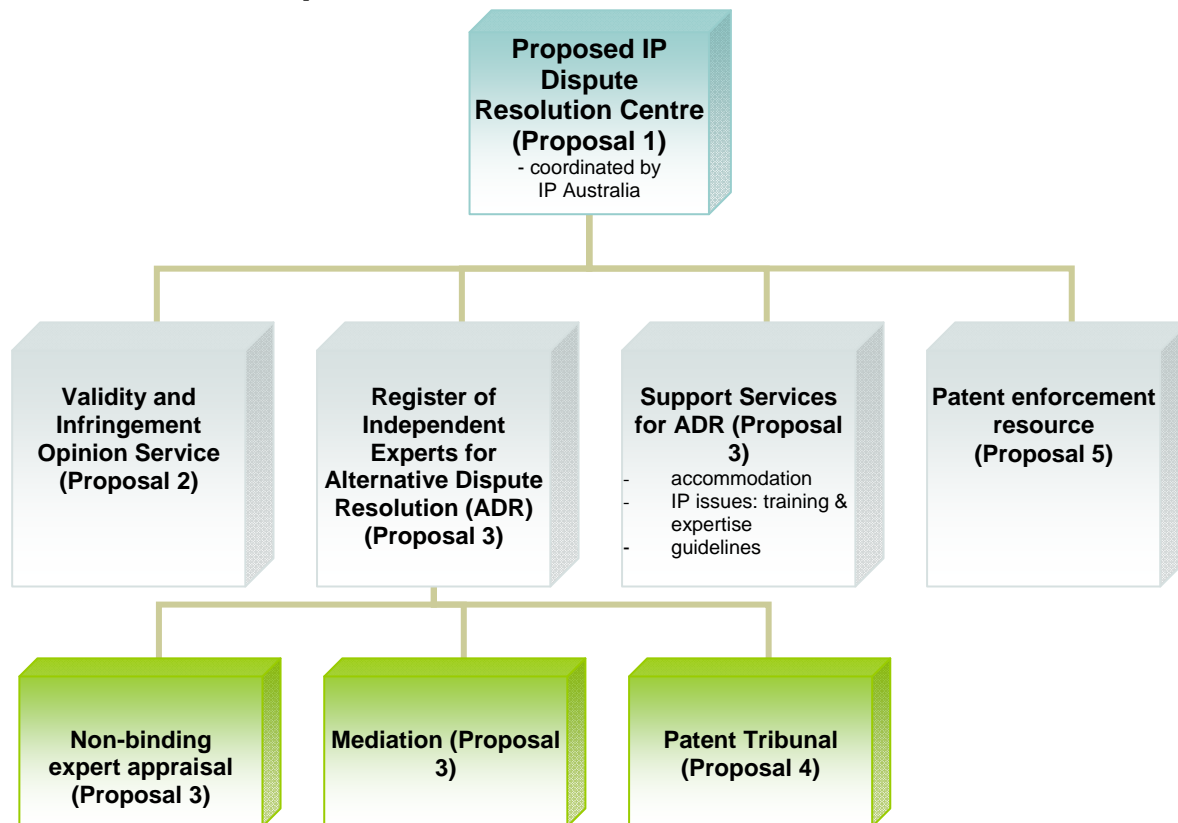 Proposed IP
Dispute
Resolution Centre
(Proposal 1)
- coordinated by
IP Australia
Validity and
Infringement
Opinion Service
(Proposal 2)
Register of
Independent
Experts for
Alternative Dispute
Resolution (ADR)
(Proposal 3)
Support Services
for ADR (Proposal
3)
- accommodation
- IP issues: training &
expertise
- guidelines
Patent enforcement
resource
(Proposal 5)
Non-binding
expert appraisal
(Proposal 3)
Mediation (Proposal
3)
Patent Tribunal
(Proposal 4)